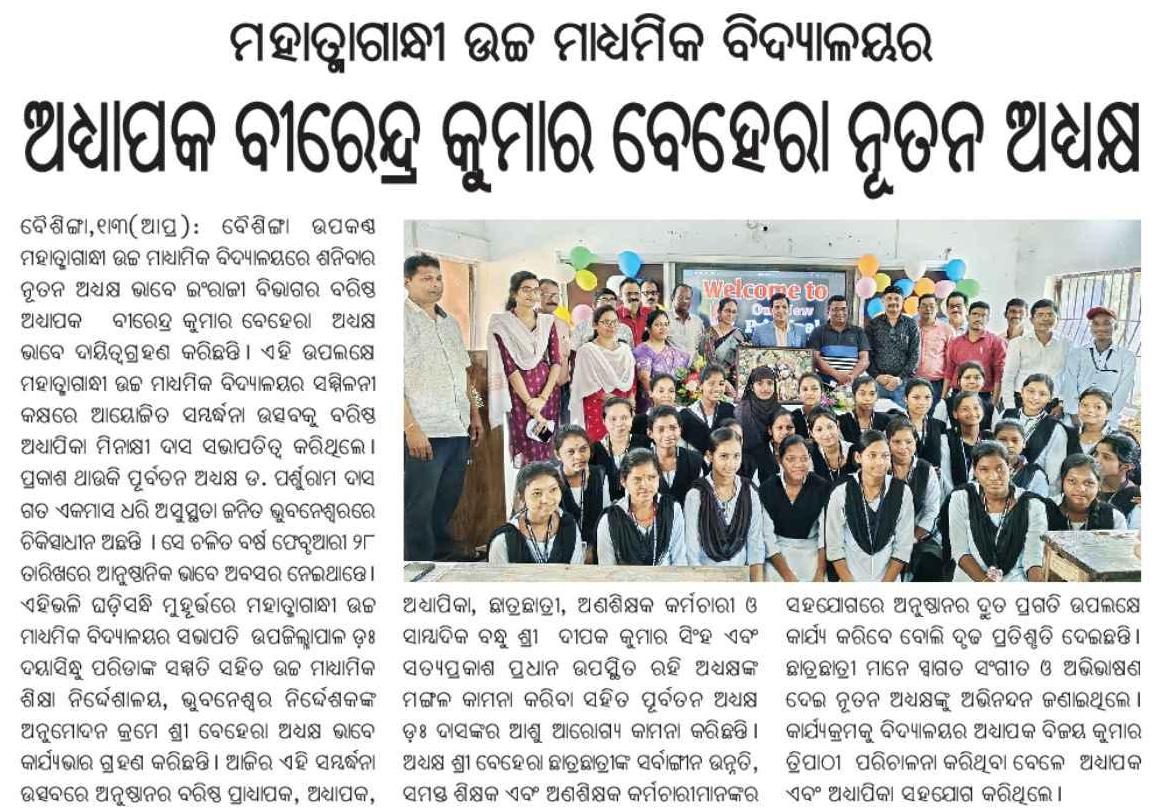 ମହାତ୍ମାଗାନ୍ଧୀ ଉଚ୍ଚ ମାଧ୍ୟମିକ ବିଦ୍ୟାଳୟର
ଅଧ୍ୟାପକ ବୀରେନ୍ଦ୍ର କୁମାର ବେହେରା ନୂତନ ଅଧ୍ୟକ୍ଷ
ବୈଶିଙ୍ଗା,୧ା୩(ଆପ୍ର): ବୈଶିଙ୍ଗା ଉପକଣ୍ଠ
ମହାତ୍ମାଗାନ୍ଧୀ ଉଚ୍ଚ ମାଧ୍ୟାମିକ ବିଦ୍ୟାଳୟରେ ଶନିବାର
ନୂତନ ଅଧ୍ୟକ୍ଷ ଭାବେ ଇଂରାଜୀ ବିଭାଗର ବରିଷ୍ଠ
ଅଧ୍ୟାପକ ବୀରେନ୍ଦ୍ର କୁମାର ବେହେରା ଅଧ୍ୟକ୍ଷ
ଭାବେ ଦାୟିତ୍ୱଗ୍ରହଣ କରିଛନ୍ତି। ଏହି ଉପଲକ୍ଷେ
ମହାତ୍ମାଗାନ୍ଧୀ ଉଚ୍ଚ ମାଧ୍ୟମିକ ବିଦ୍ୟାଳୟର ସମ୍ମିଳନୀ
କକ୍ଷରେ ଆୟୋଜିତ ସମ୍ବର୍ଦ୍ଧନା ଉତ୍ସବକୁ ବରିଷ୍ଠ
ଅଧ୍ୟାପିକା ମିନାକ୍ଷୀ ଦାସ ସଭାପତିତ୍ୱ କରିଥିଲେ।
ପ୍ରକାଶ ଥାଉକି ପୂର୍ବତନ ଅଧ୍ୟକ୍ଷ ଡ. ପର୍ଶୁରାମ ଦାସ
ଗତ ଏକମାସ ଧରି ଅସୁସ୍ଥତା ଜନିତ ଭୁବନେଶ୍ୱରରେ
ଚିକିତ୍ସାଧୀନ ଅଛନ୍ତି । ସେ ଚଳିତ ବର୍ଷ ଫେବୃଆରୀ ୨୮
ତାରିଖରେ ଆନୁଷ୍ଠାନିକ ଭାବେ ଅବସର ନେଇଥାନ୍ତେ।
ଏହିଭଳି ଘଡ଼ିସନ୍ଧି ମୁହୂର୍ତ୍ତରେ ମହାତ୍ମାଗାନ୍ଧୀ ଉଚ୍ଚ
ମାଧ୍ୟମିକ ବିଦ୍ୟାଳୟର ସଭାପତି ଉପଜିଲ୍ଲାପାଳ ଡ଼ଃ
ଦୟାସିନ୍ଧୁ ପରିଡାଙ୍କ ସମ୍ମତି ସହିତ ଉଚ୍ଚ ମାଧ୍ୟମିକ
ଶିକ୍ଷା ନିର୍ଦ୍ଦେଶାଳୟ, ଭୁବନେଶ୍ୱର ନିର୍ଦ୍ଦେଶକଙ୍କ
ଅନୁମୋଦନ କ୍ରମେ ଶ୍ରୀ ବେହେରା ଅଧ୍ୟକ୍ଷ ଭାବେ
କାର୍ଯ୍ୟଭାର ଗ୍ରହଣ କରିଛନ୍ତି। ଆଜିର ଏହି ସମ୍ବର୍ଦ୍ଧନା
ଉତ୍ସବରେ ଅନୁଷ୍ଠାନର ବରିଷ୍ଠ ପ୍ରାଧ୍ୟାପକ, ଅଧ୍ୟାପକ,
Welcome to
Our New
ଅଧ୍ୟାପିକା, ଛାତ୍ରଛାତ୍ରୀ, ଅଣଶିକ୍ଷକ କର୍ମଚାରୀ ଓ
ସାମ୍ବାଦିକ ବନ୍ଧୁ ଶ୍ରୀ ଦୀପକ କୁମାର ସିଂହ ଏବଂ
ସତ୍ୟପ୍ରକାଶ ପ୍ରଧାନ ଉପସ୍ଥିତ ରହି ଅଧ୍ୟକ୍ଷଙ୍କ
ମଙ୍ଗଳ କାମନା କରିବା ସହିତ ପୂର୍ବତନ ଅଧ୍ୟକ୍ଷ
ଡ଼ଃ ଦାସଙ୍କର ଆଶୁ ଆରୋଗ୍ୟ କାମନା କରିଛନ୍ତି।
ଅଧ୍ୟକ୍ଷ ଶ୍ରୀ ବେହେରା ଛାତ୍ରଛାତ୍ରୀଙ୍କ ସର୍ବାଙ୍ଗୀନ ଉନ୍ନତି,
ସମସ୍ତ ଶିକ୍ଷକ ଏବଂ ଅଣଶିକ୍ଷକ କର୍ମଚାରୀମାନଙ୍କର
ସହଯୋଗରେ ଅନୁଷ୍ଠାନର ଦ୍ରୁତ ପ୍ରଗତି ଉପଲକ୍ଷେ
କାର୍ଯ୍ୟ କରିବେ ବୋଲି ଦୃଢ଼ ପ୍ରତିଶ୍ରୁତି ଦେଇଛନ୍ତି।
ଛାତ୍ରଛାତ୍ରୀ ମାନେ ସ୍ୱାଗତ ସଂଗୀତ ଓ ଅଭିଭାଷଣ
ଦେଇ ନୂତନ ଅଧ୍ୟକ୍ଷଙ୍କୁ ଅଭିନନ୍ଦନ ଜଣାଇଥିଲେ।
କାର୍ଯ୍ୟକ୍ରମକୁ ବିଦ୍ୟାଳୟର ଅଧ୍ୟାପକ ବିଜୟ କୁମାର
ତ୍ରିପାଠୀ ପରିଚାଳନା କରିଥିବା ବେଳେ ଅଧ୍ୟାପକ
ଏବଂ ଅଧ୍ୟାପିକା ସହଯୋଗ କରିଥିଲେ।